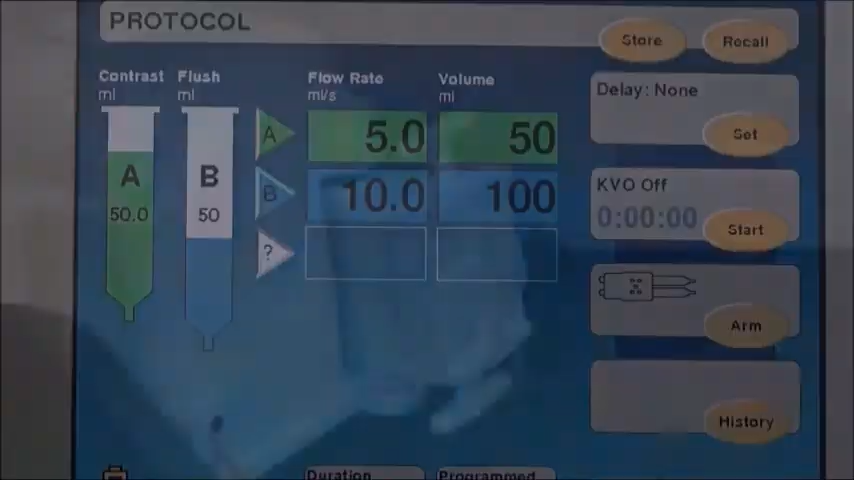 PROTOCOL
Store
Recall
Contrast
ml
Flush
ml
Flow Rate
ml/s
Volume
ml
Delay: None
Set
A
50.0
B
50
A
5.0
50
B
10.0
100
?
KVO Off
0:00:00
Start
Arm
History
Duration
Programmed